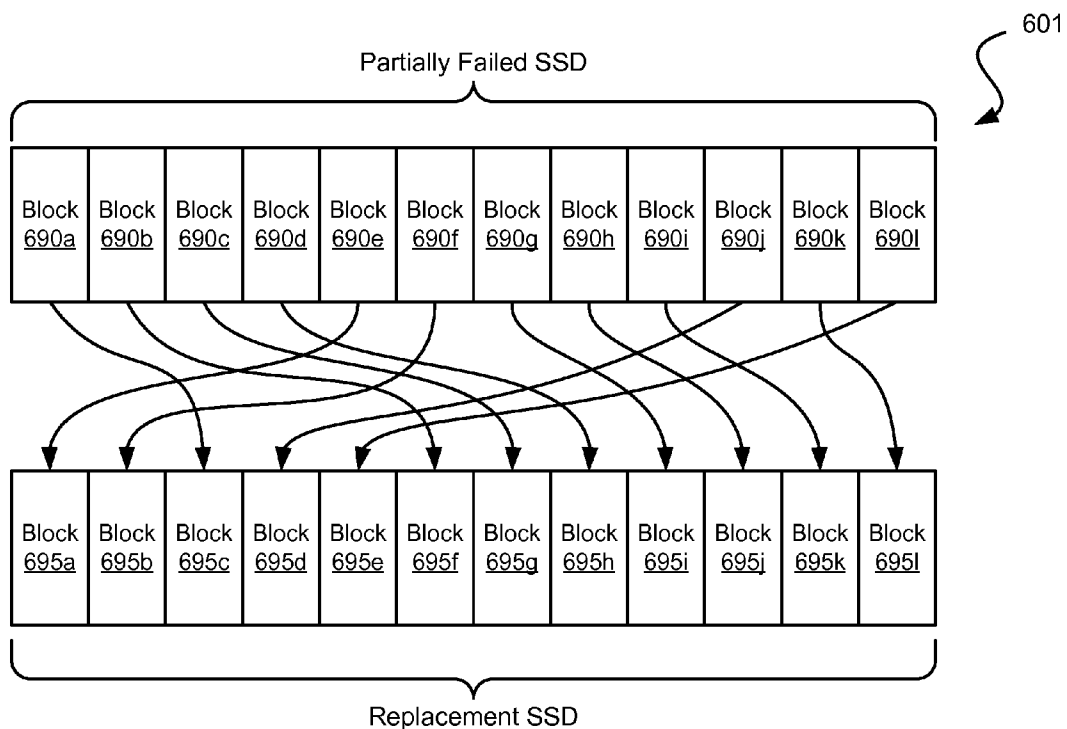 601
Partially Failed SSD
Block 690a
Block 690b
Block 690c
Block 690d
Block 690e
Block 690f
Block 690g
Block 690h
Block 690i
Block 690j
Block 690k
Block 690l
Block 695a
Block 695b
Block 695c
Block 695d
Block 695e
Block 695f
Block 695g
Block 695h
Block 695i
Block 695j
Block 695k
Block 695l
Replacement SSD